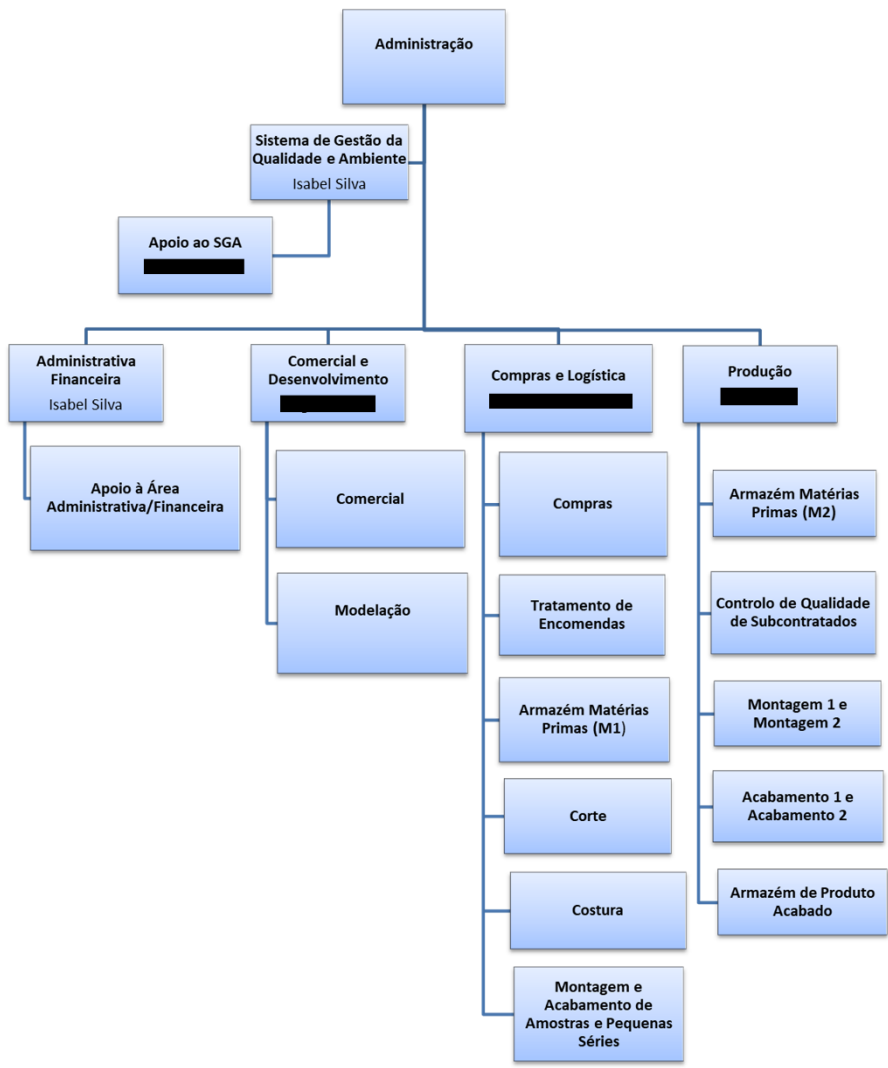 Administração
Sistema de Gestão da
Qualidade e Ambiente
Isabel Silva
Apoio ao SGA
Administrativa
Financeira
Isabel Silva
Apoio à Área
Administrativa/Financeira
Comercial e
Desenvolvimento
Comercial
Modelação
Compras e Logística
Compras
Tratamento de
Encomendas
Armazém Matérias
Primas (M1)
Corte
Costura
Montagem e
Acabamento de
Amostras e Pequenas
Séries
Produção
Armazém Matérias
Primas (M2)
Controlo de Qualidade
de Subcontratados
Montagem 1 e
Montagem 2
Acabamento 1 e
Acabamento 2
Armazém de Produto
Acabado